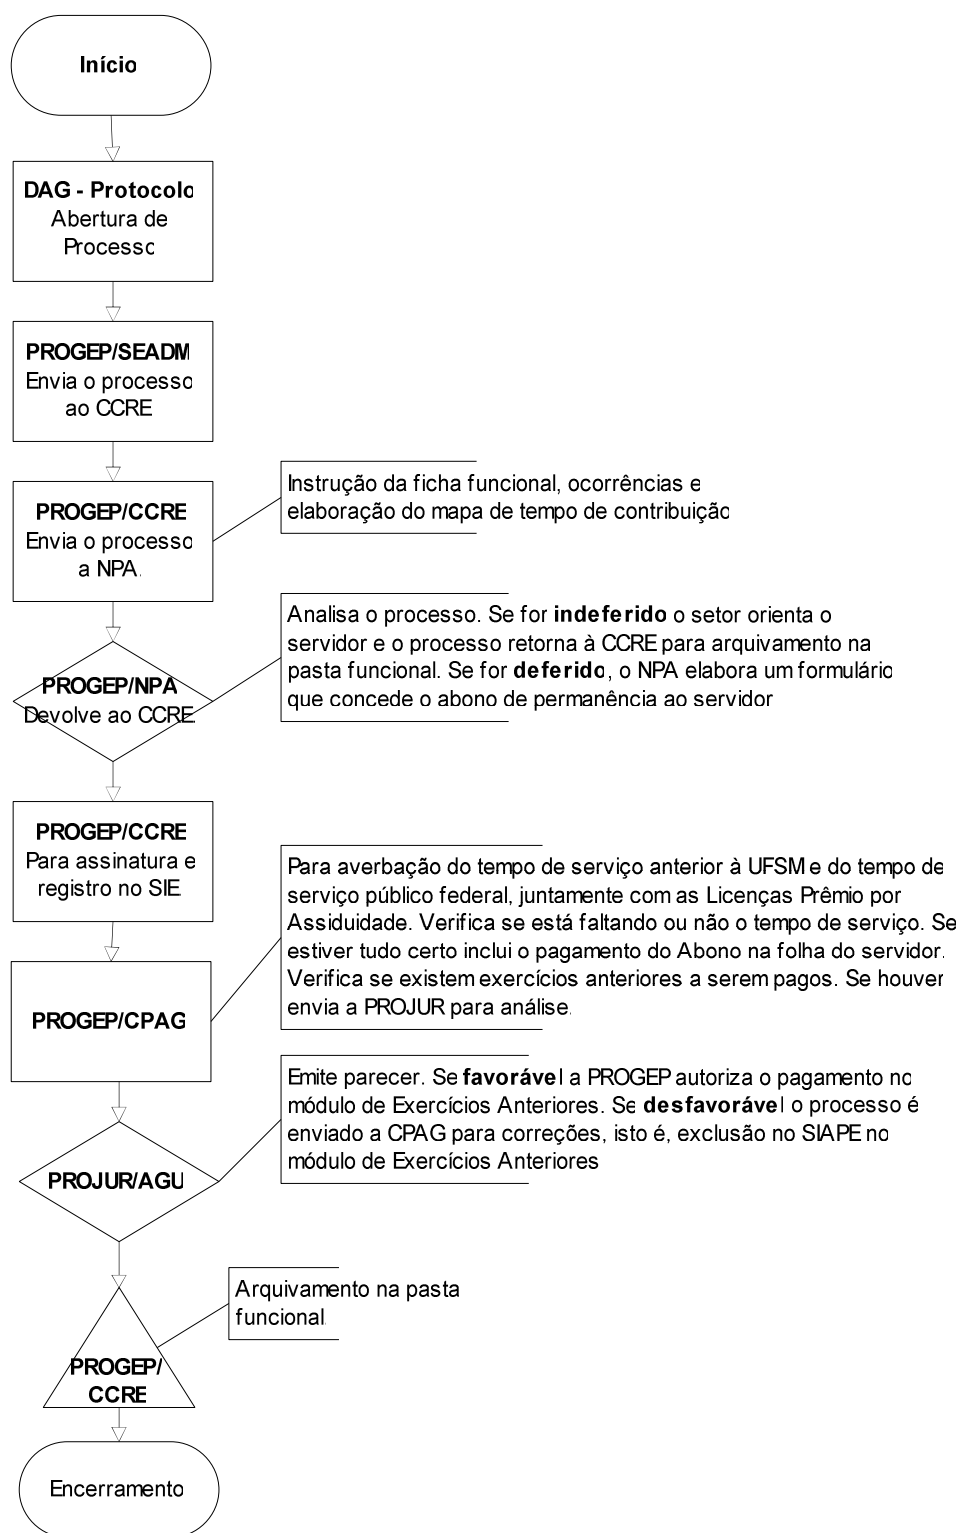 Início
DAG - Protocolo
Abertura de
Processo
PROGEP/SEADM
Envia o processo
ao CCRE
PROGEP/CCRE
Envia o processo
a NPA.
Instrução da ficha funcional, ocorrências e
elaboração do mapa de tempo de contribuição
PROGEP/NPA
Devolve ao CCRE.
Analisa o processo. Se for indeferido o setor orienta o
servidor e o processo retorna à CCRE para arquivamento na
pasta funcional. Se for deferido, o NPA elabora um formulário
que concede o abono de permanência ao servidor
PROGEP/CCRE
Para assinatura e
registro no SIE
PROGEP/CPAG
Para averbação do tempo de serviço anterior à UFSM e do tempo de
serviço público federal, juntamente com as Licenças Prêmio por
Assiduidade. Verifica se está faltando ou não o tempo de serviço. Se
estiver tudo certo inclui o pagamento do Abono na folha do servidor.
Verifica se existem exercícios anteriores a serem pagos. Se houver
envia a PROJUR para análise.
PROJUR/AGU
Emite parecer. Se favorável a PROGEP autoriza o pagamento no
módulo de Exercícios Anteriores. Se desfavorável o processo é
enviado a CPAG para correções, isto é, exclusão no SIAPE no
módulo de Exercícios Anteriores
PROGEP/
CCRE
Arquivamento na pasta
funcional.
Encerramento